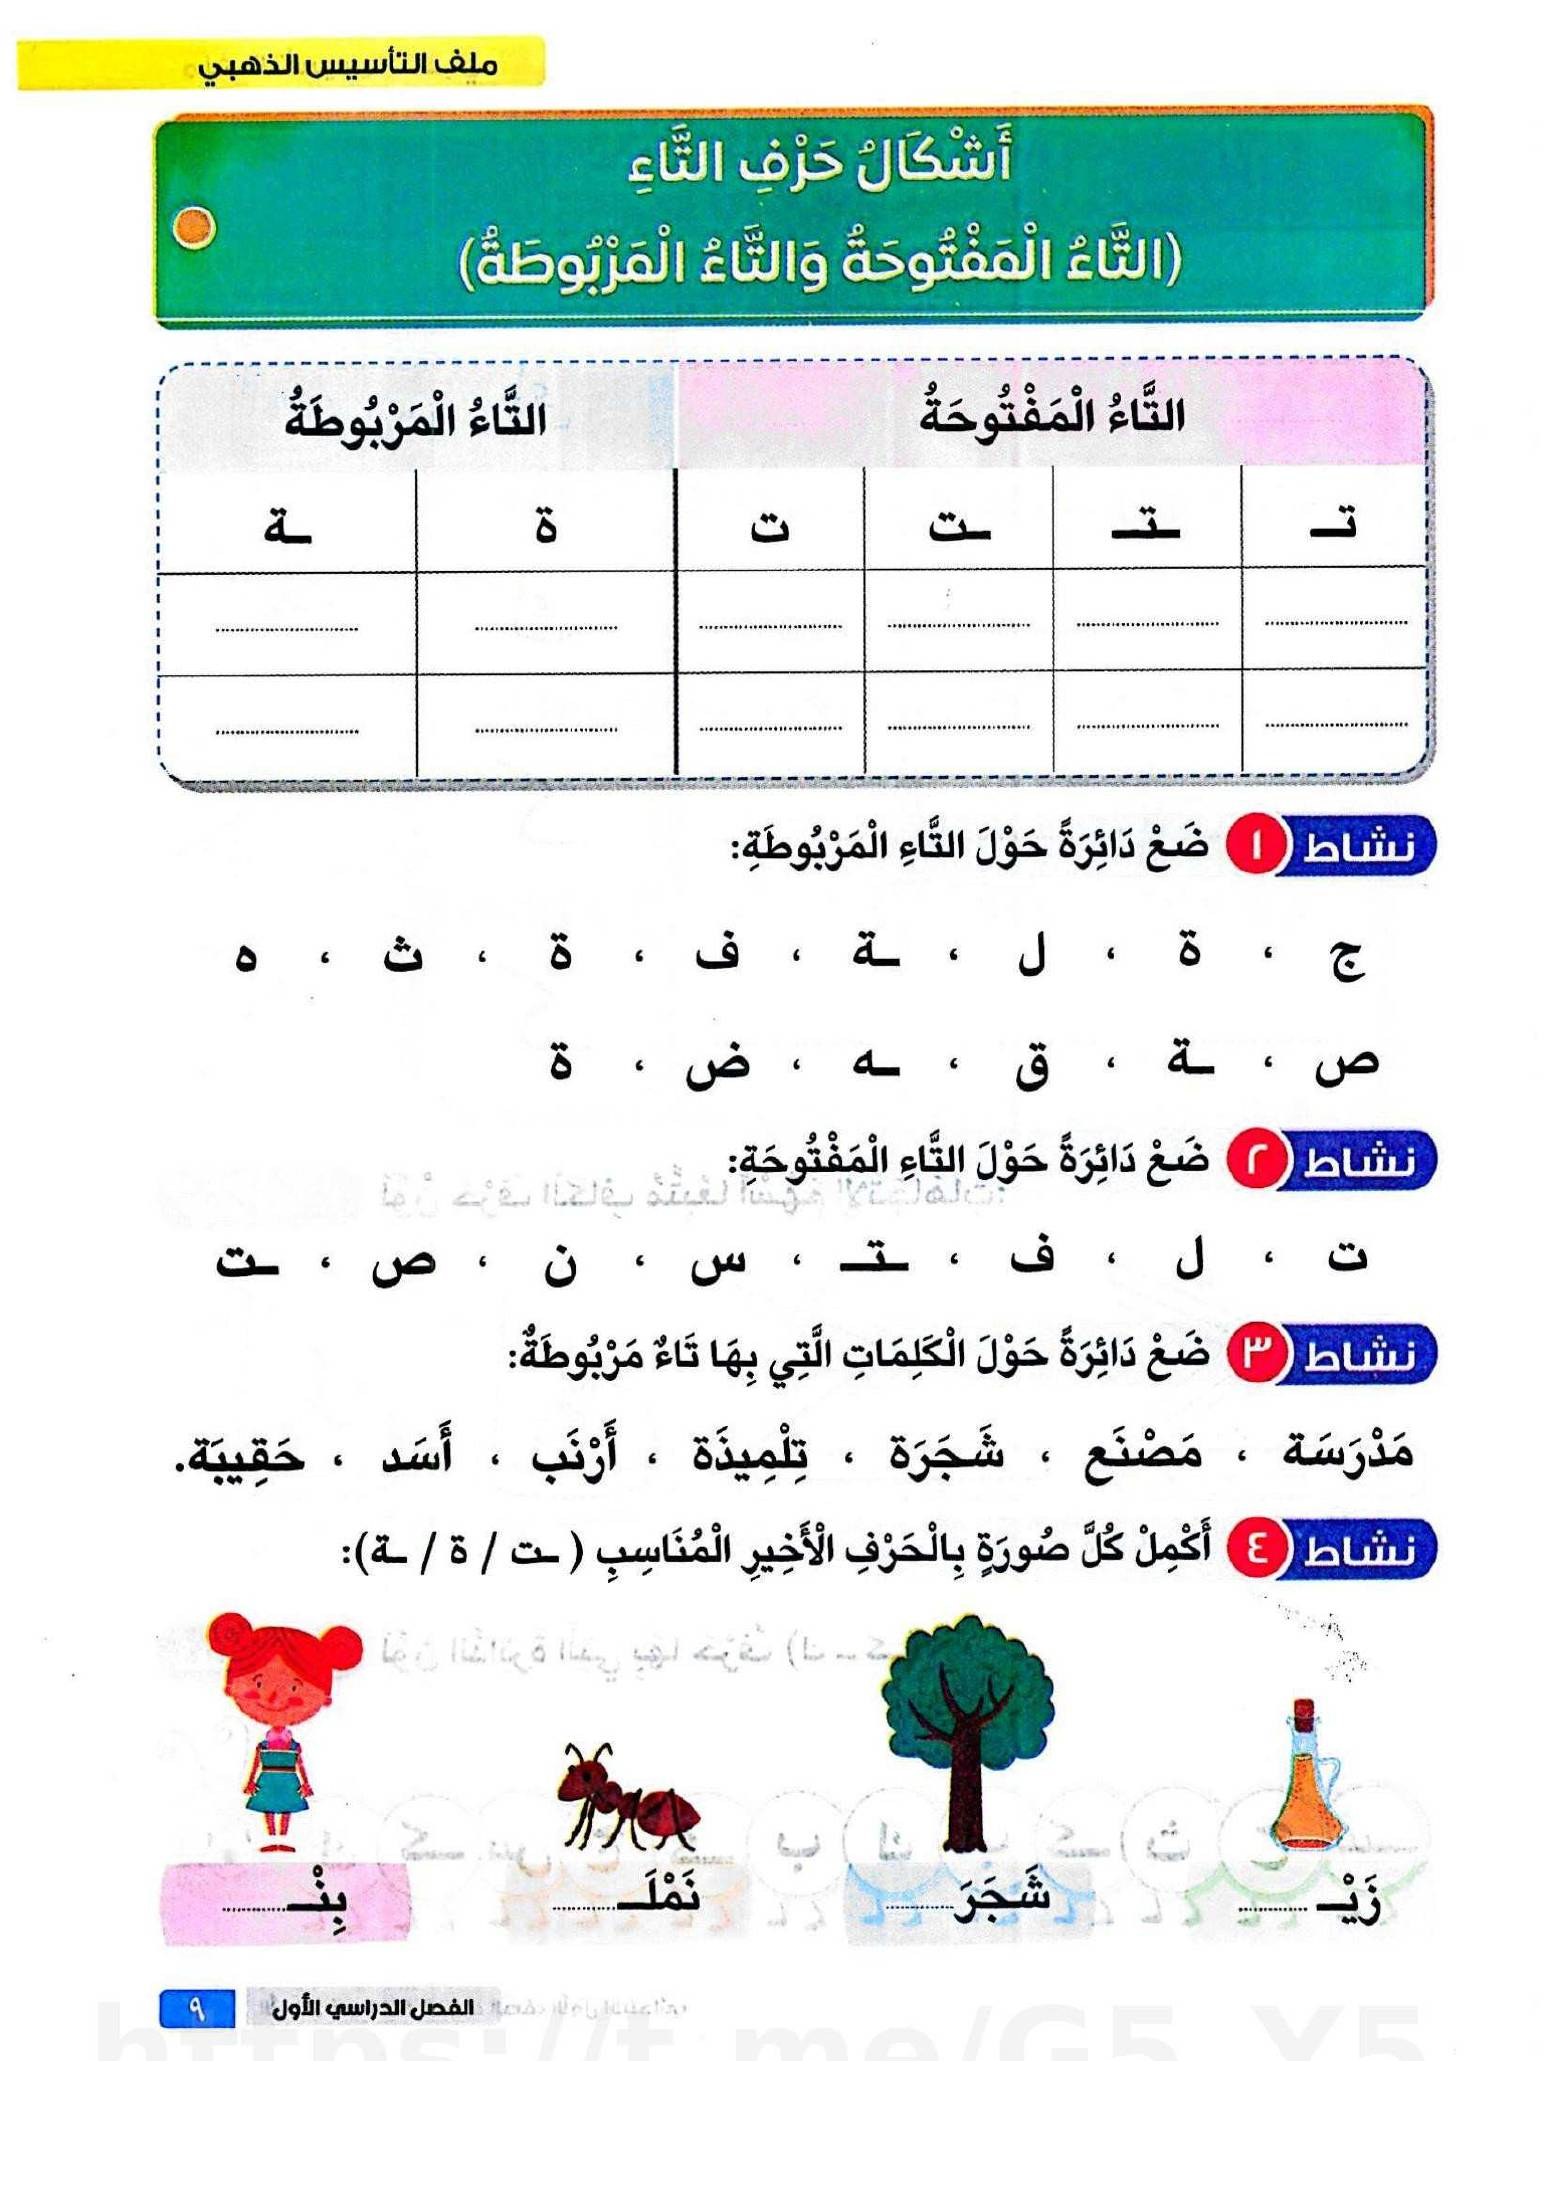 ملف التأسيس الذهبي
أَشْكَالُ حَرْفِ التَّاءِ
(التَّاءُ الْمَفْتُوحَةُ وَالتَّاءُ الْمَرْبُوطَةُ)
التَّاءُ الْمَفْتُوحَةُ التَّاءُ الْمَرْبُوطَةُ
تـ ـتـ ـت ت ة ـة
نشاط ١ ضَعْ دَائِرَةً حَوْلَ التَّاءِ الْمَرْبُوطَةِ:
ج ، ة ، ل ، ـة ، ف ، ة ، ث ، ه
ص ، ـة ، ق ، ـه ، ض ، ة
نشاط ٢ ضَعْ دَائِرَةً حَوْلَ التَّاءِ الْمَفْتُوحَةِ:
ت ، ل ، ف ، ـتـ ، س ، ن ، ص ، ـت
نشاط ٣ ضَعْ دَائِرَةً حَوْلَ الْكَلِمَاتِ الَّتِي بِهَا تَاءٌ مَرْبُوطَةٌ:
مَدْرَسَة ، مَصْنَع ، شَجَرَة ، تِلْمِيذَة ، أَرْنَب ، أَسَد ، حَقِيبَة.
نشاط ٤ أَكْمِلْ كُلَّ صُورَةٍ بِالْحَرْفِ الْأَخِيرِ الْمُنَاسِبِ (ـت / ة / ـة):
زَيْـ........ شَجَرَ........ نَمْلَـ........ بِنْـ........
الفصل الدراسي الأول ٩